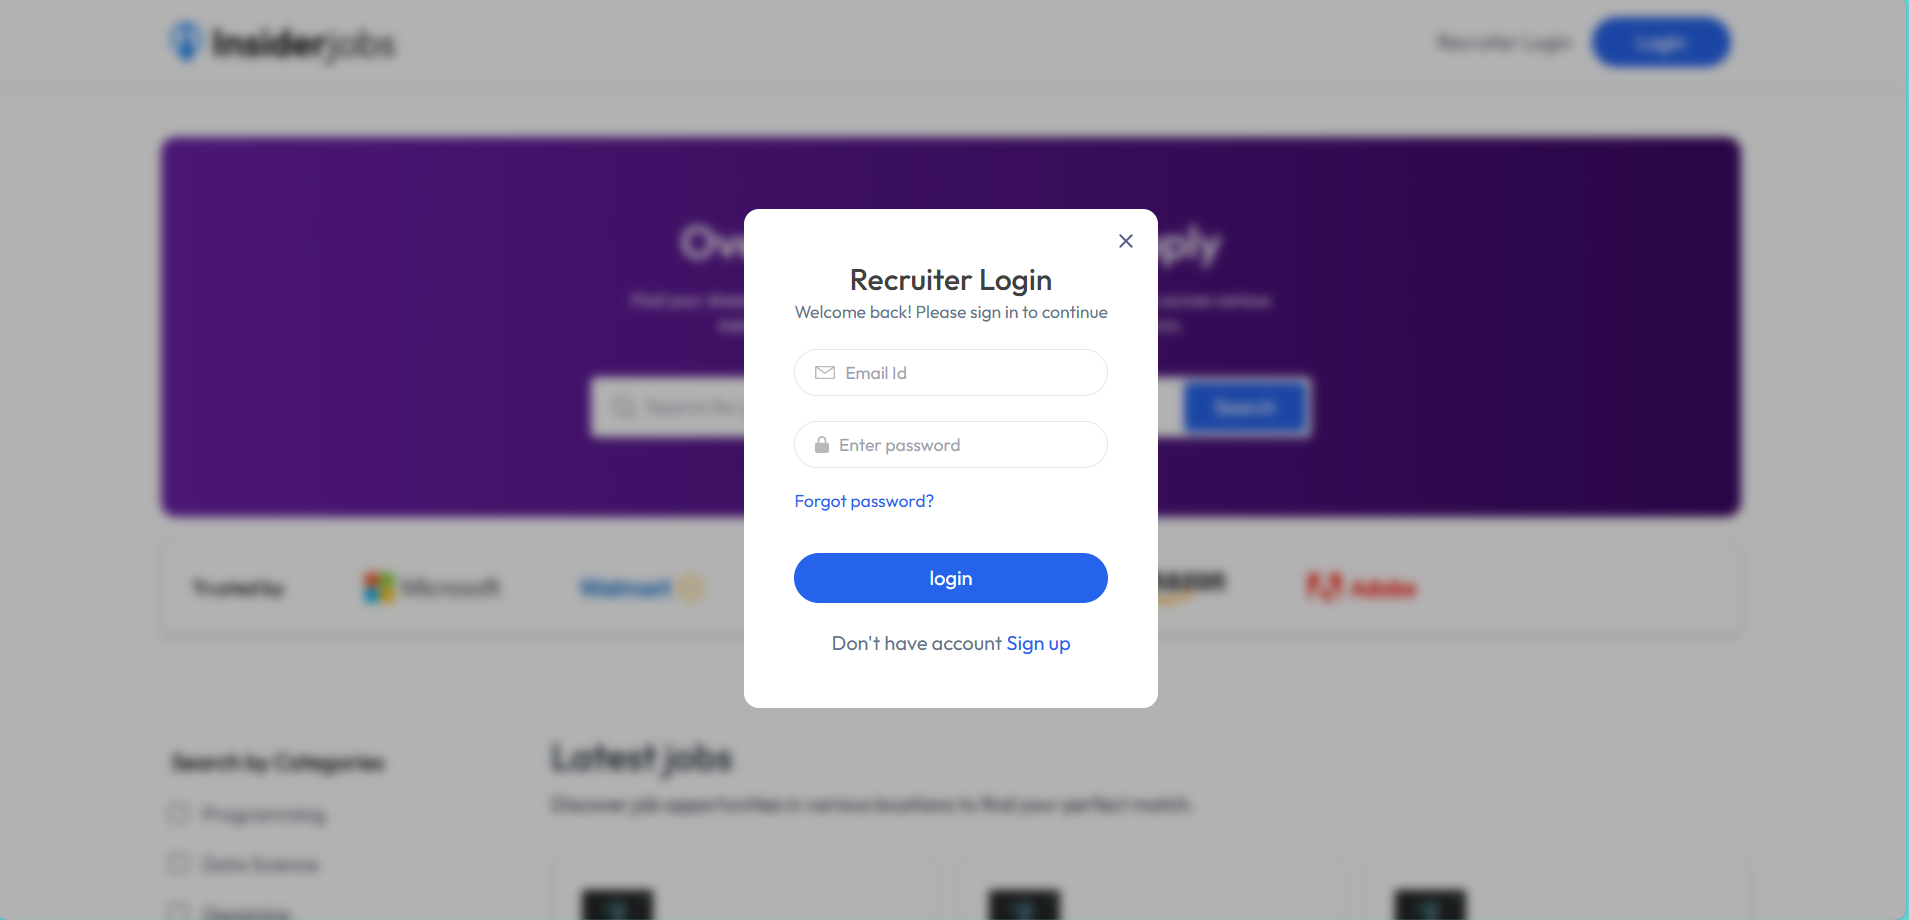 Insiderjobs
Recruiter Login
Login
Recruiter Login
Welcome back! Please sign in to continue
Email Id
Enter password
Forgot password?
login
Don't have account Sign up
Search
Trusted by
Microsoft
Walmart
Adobe
Search by Categories
Programming
Data Science
Designing
Latest jobs
Discover job opportunities in various locations to find your perfect match.